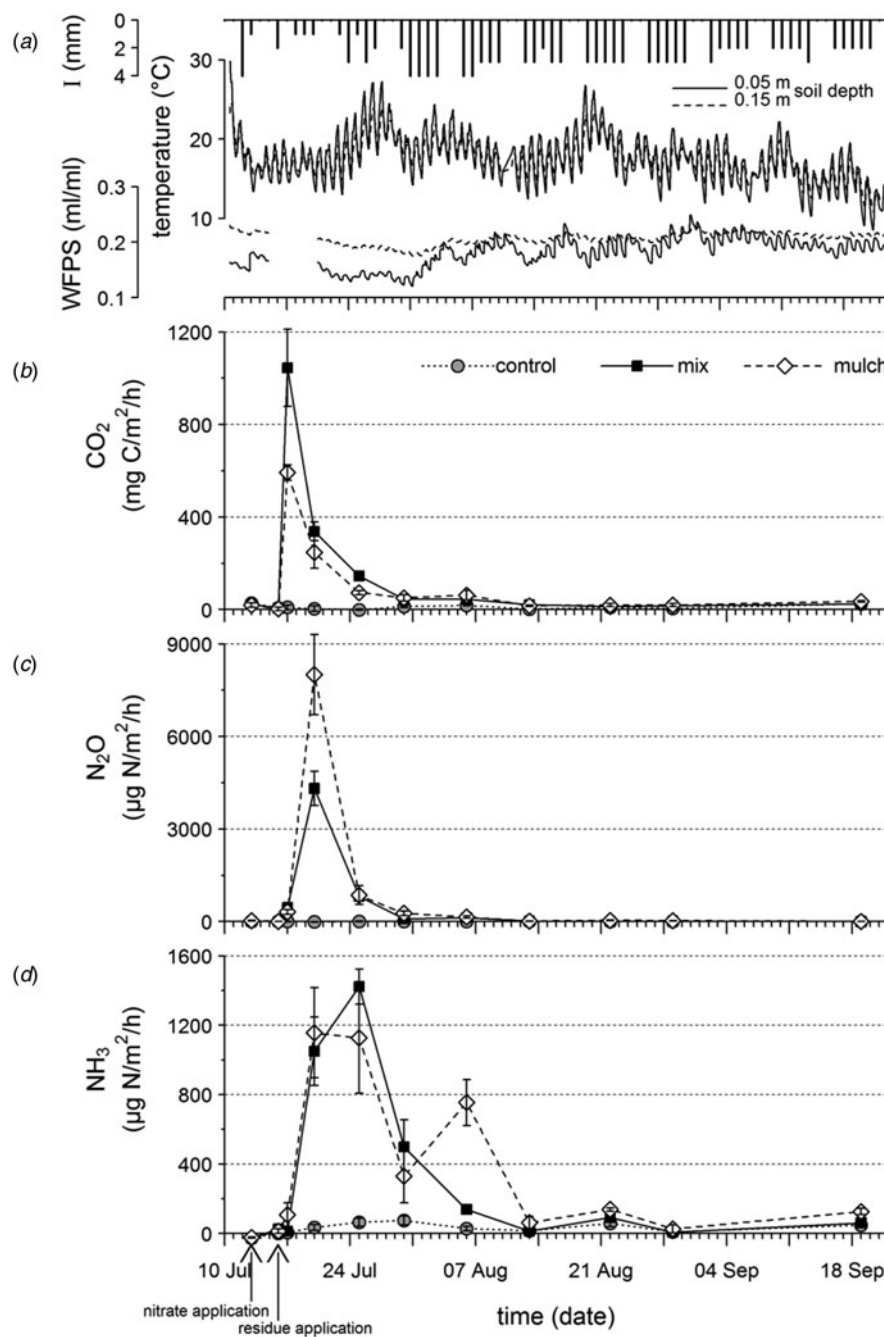 (a)
I (mm)
0
2
4
temperature (°C)
30
20
10
0.05 m
0.15 m
soil depth
WFPS (ml/ml)
0.3
0.2
0.1
(b)
CO2
(mg C/m2/h)
1200
800
400
0
control
mix
mulch
(c)
N2O
(µg N/m2/h)
9000
6000
3000
0
(d)
NH3
(µg N/m2/h)
1600
1200
800
400
0
10 Jul
24 Jul
07 Aug
21 Aug
04 Sep
18 Sep
nitrate application
residue application
time (date)